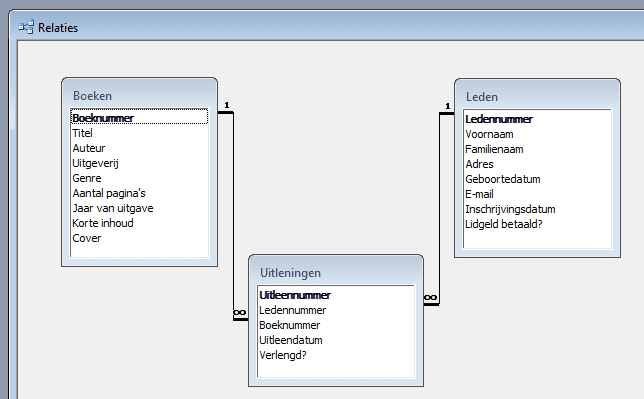 Relaties
Boeken
Boeknummer
Titel
Auteur
Uitgeverij
Genre
Aantal pagina's
Jaar van uitgave
Korte inhoud
Cover
1
1
Leden
Ledennummer
Voornaam
Familienaam
Adres
Geboortedatum
E-mail
Inschrijvingsdatum
Lidgeld betaald?
Uitleningen
Uitleennummer
Ledennummer
Boeknummer
Uitleendatum
Verlengd?
∞
∞